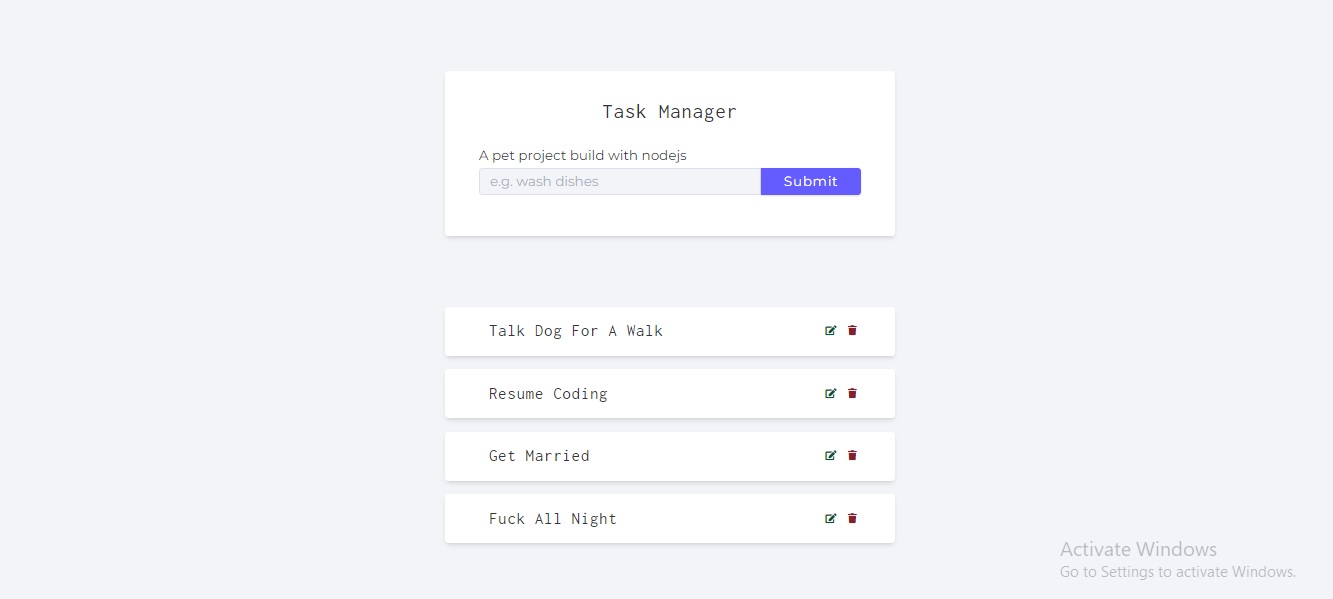 Task Manager
A pet project build with nodejs
e.g. wash dishes
Submit
Talk Dog For A Walk
Resume Coding
Get Married
Fuck All Night
Activate Windows
Go to Settings to activate Windows.